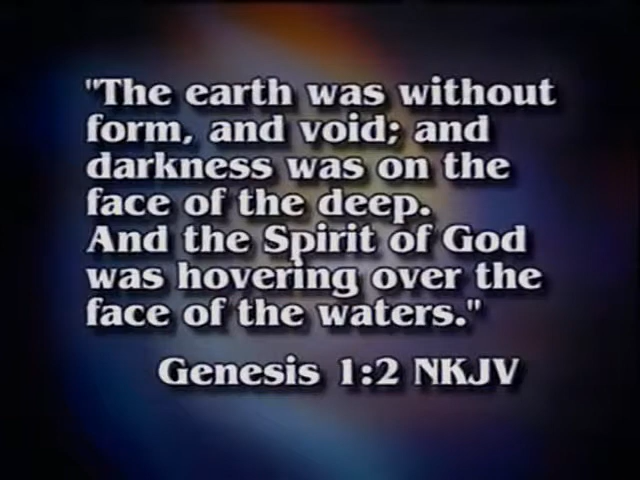 "The earth was without
form, and void; and
darkness was on the
face of the deep.
And the Spirit of God
was hovering over the
face of the waters."
Genesis 1:2 NKJV